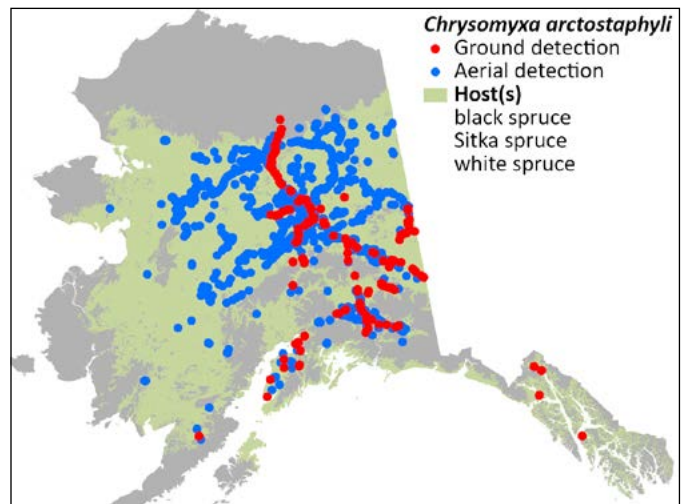 Chrysomyxa arctostaphyli
Ground detection
Aerial detection
Host(s)
black spruce
Sitka spruce
white spruce